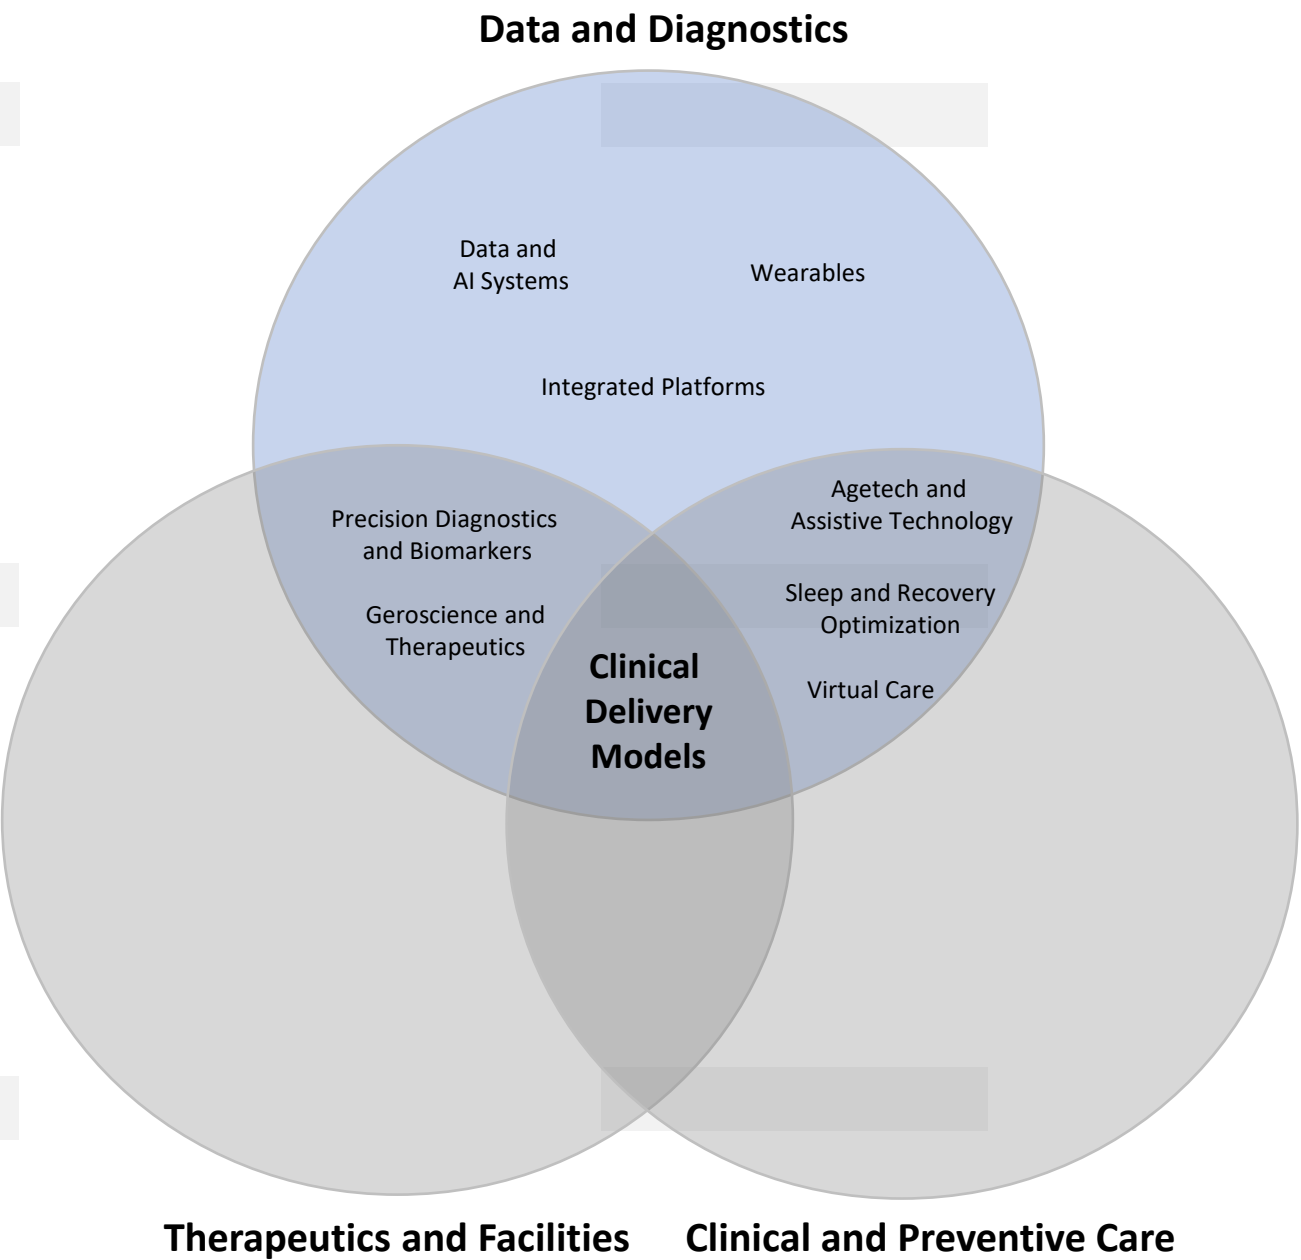 Data and Diagnostics
Data and
AI Systems
Wearables
Integrated Platforms
Precision Diagnostics
and Biomarkers
Geroscience and
Therapeutics
Agetech and
Assistive Technology
Sleep and Recovery
Optimization
Virtual Care
Clinical
Delivery
Models
Therapeutics and Facilities
Clinical and Preventive Care